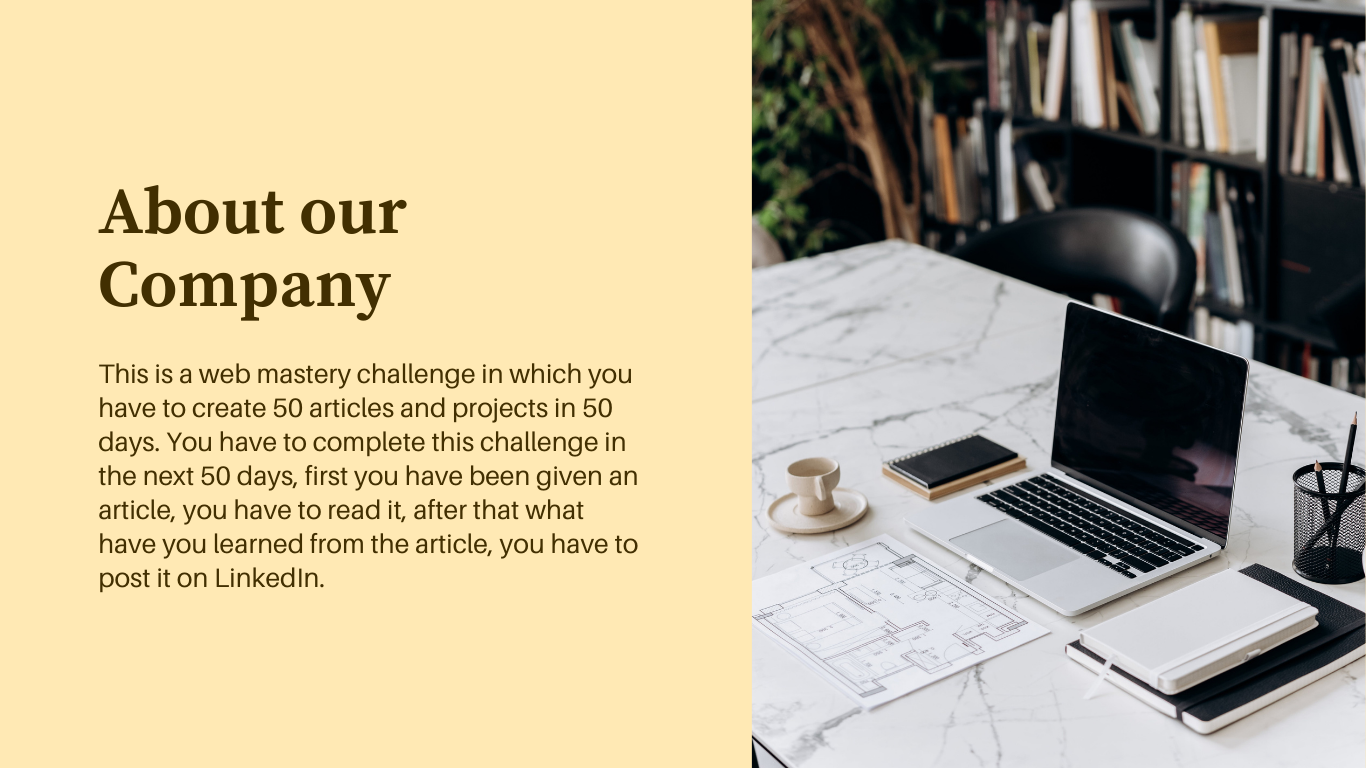 About our
Company
This is a web mastery challenge in which you
have to create 50 articles and projects in 50
days. You have to complete this challenge in
the next 50 days, first you have been given an
article, you have to read it, after that what
have you learned from the article, you have to
post it on LinkedIn.